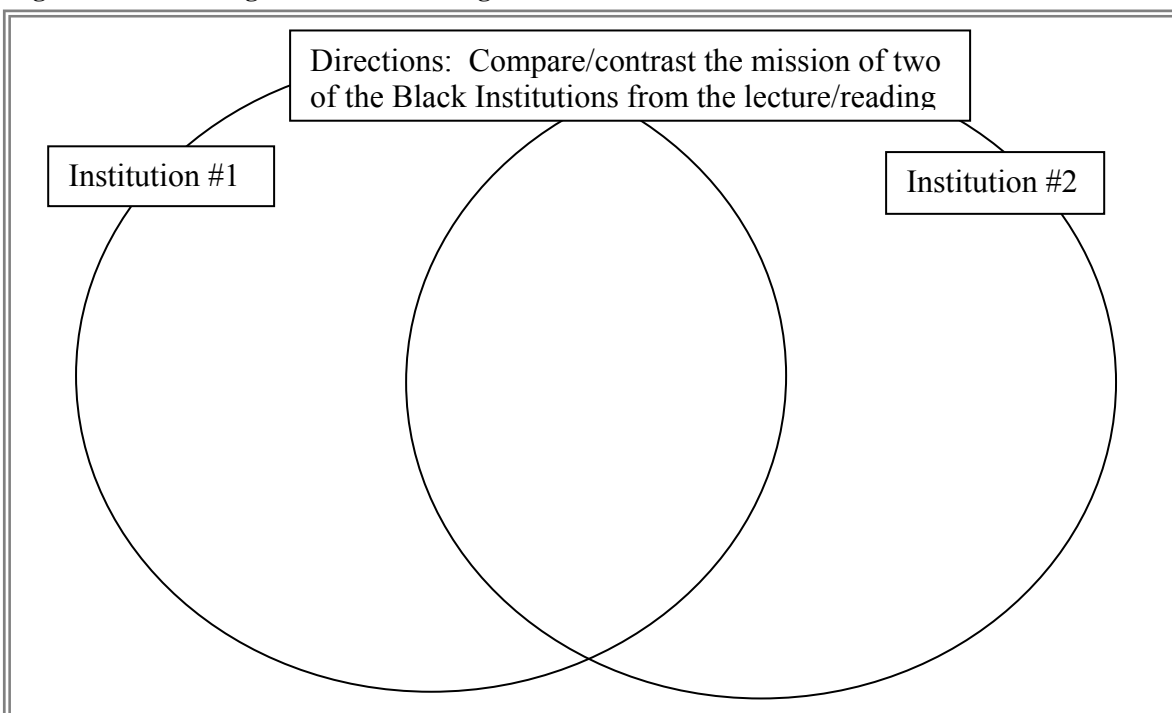 Directions: Compare/contrast the mission of two
of the Black Institutions from the lecture/reading
Institution #1
Institution #2